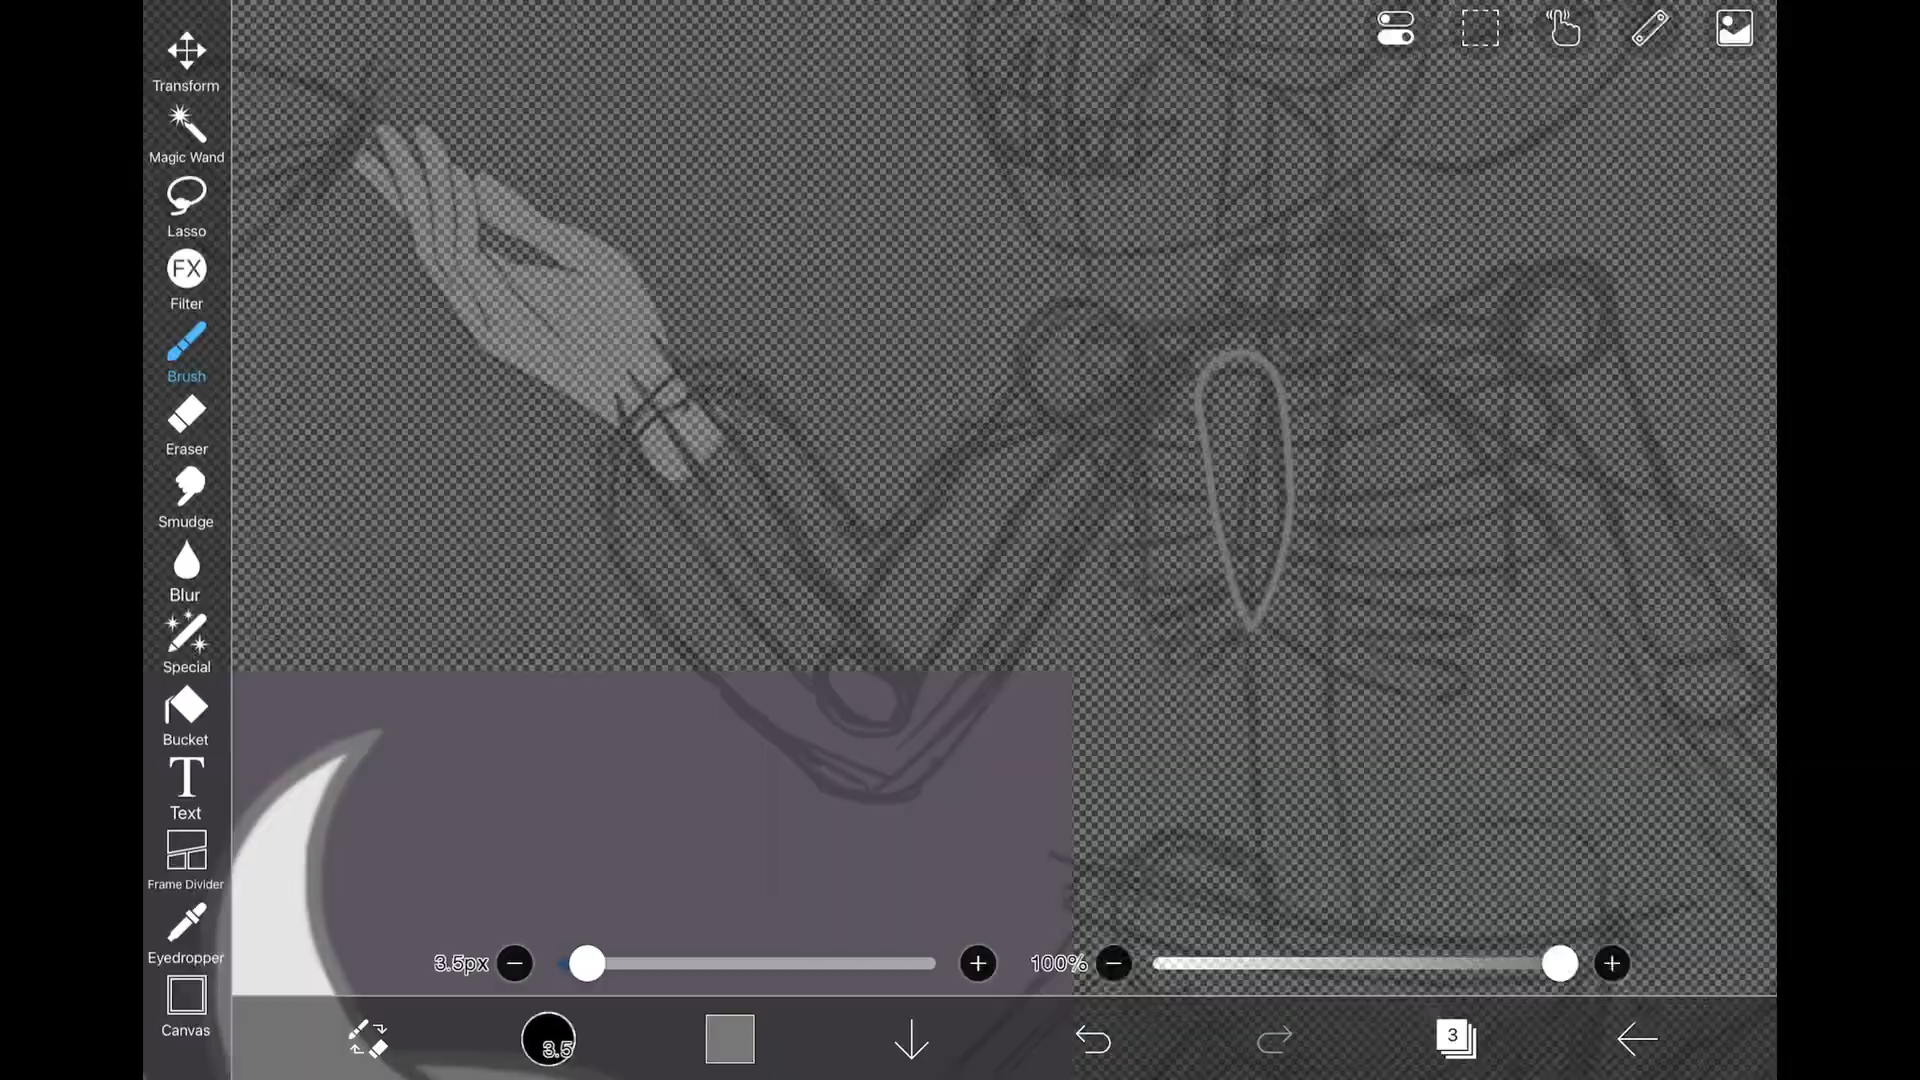 Transform
Magic Wand
Lasso
FX
Filter
Brush
Eraser
Smudge
Blur
Special
Bucket
T
Text
Frame Divider
Eyedropper
Canvas
3.5px
100%
3.5
3